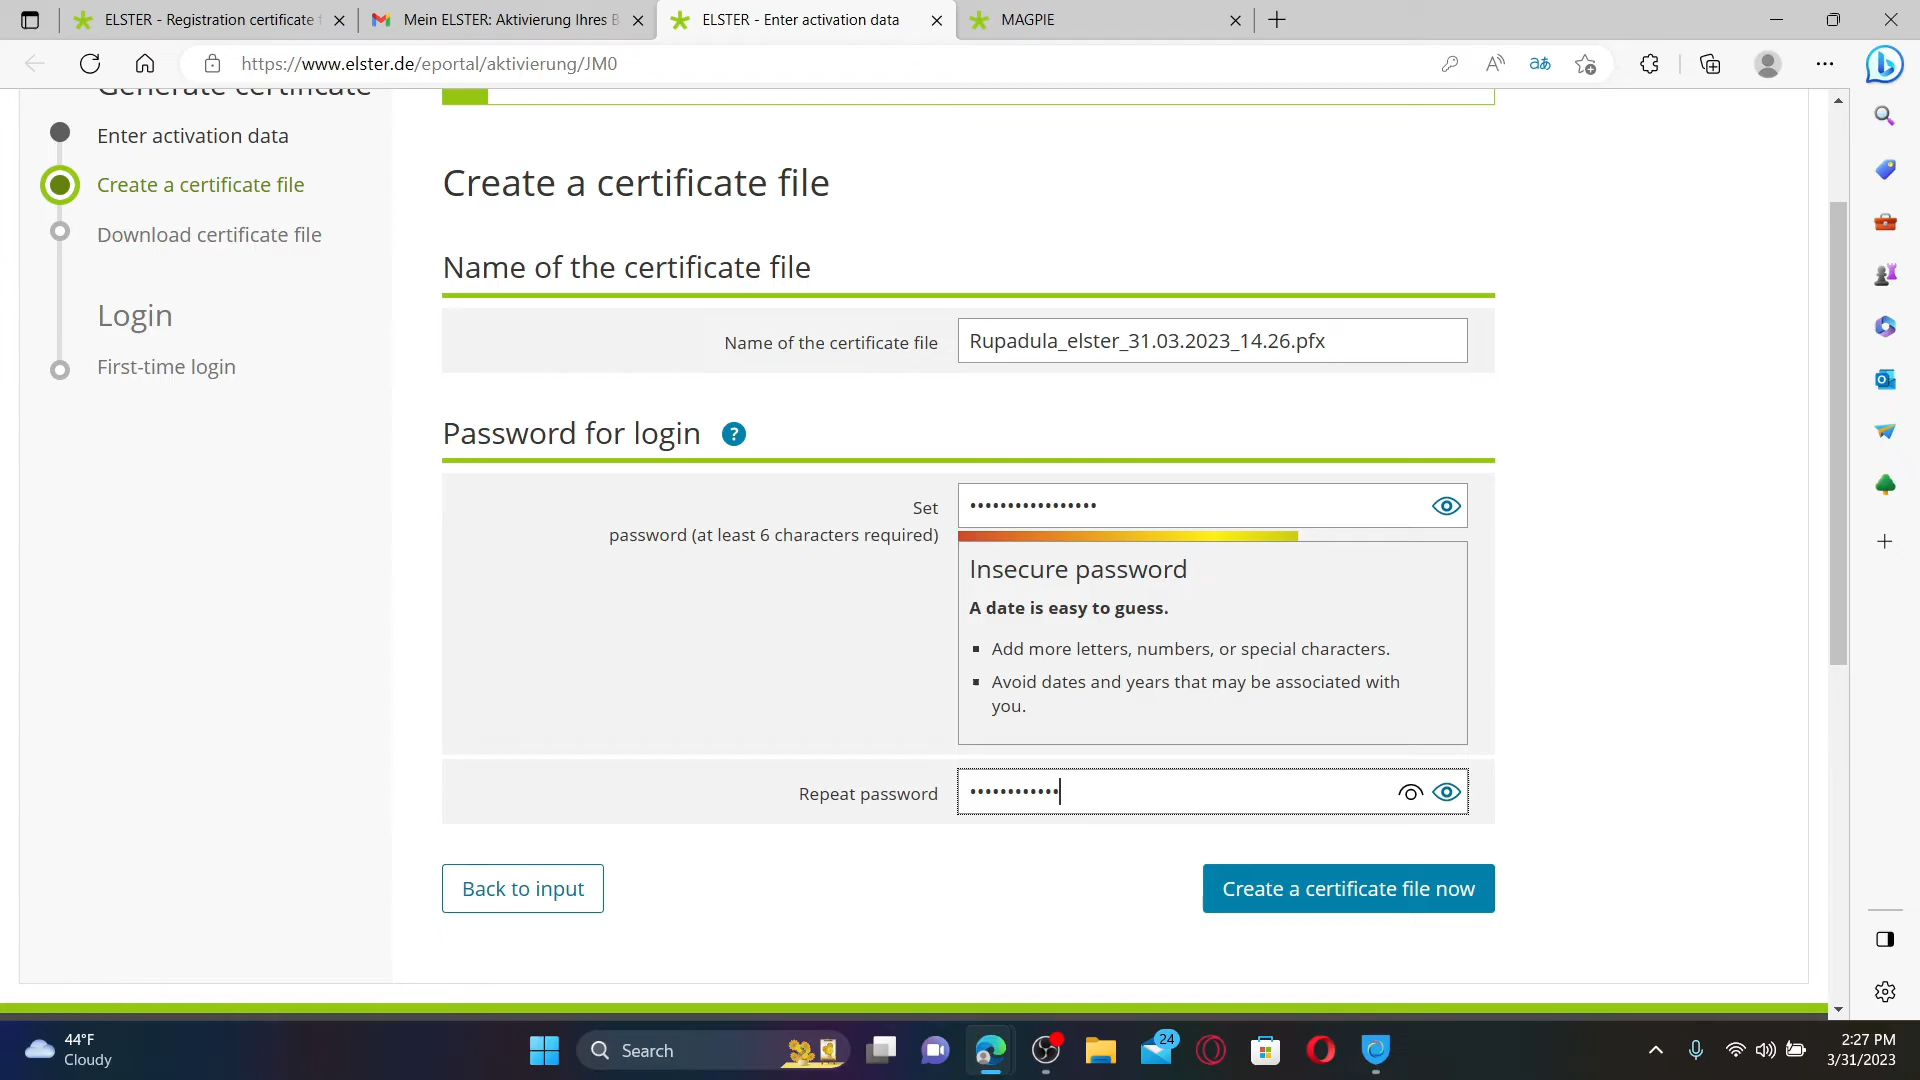 ELSTER - Registration certificate f
Mein ELSTER: Aktivierung Ihres B
ELSTER - Enter activation data
MAGPIE
https://www.elster.de/eportal/aktivierung/JM0
Generate certificate
Enter activation data
Create a certificate file
Download certificate file
Login
First-time login
Create a certificate file
Name of the certificate file
Name of the certificate file
Rupadula_elster_31.03.2023_14.26.pfx
Password for login ?
Set
password (at least 6 characters required)
•••••••••••••••••
Insecure password
A date is easy to guess.
▪ Add more letters, numbers, or special characters.
▪ Avoid dates and years that may be associated with
you.
Repeat password
••••••••••••
Back to input
Create a certificate file now
44°F
Cloudy
Search
24
2:27 PM
3/31/2023